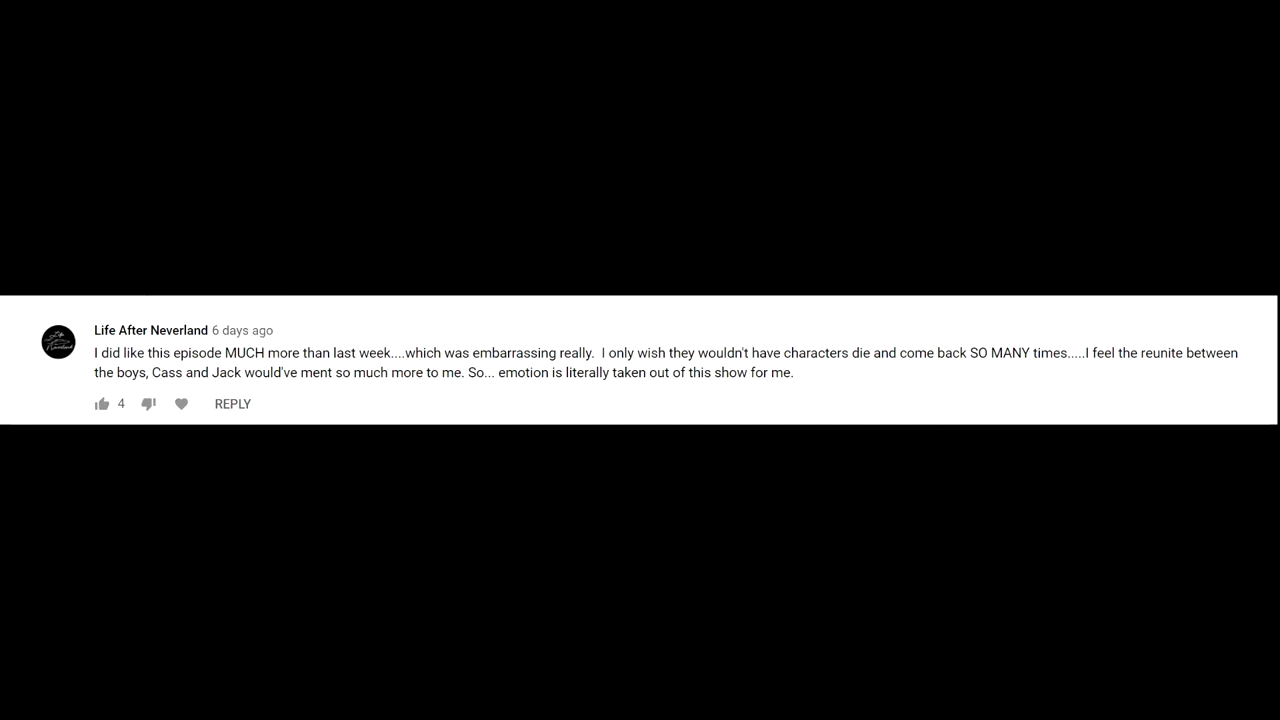 Life After Neverland 6 days ago
I did like this episode MUCH more than last week....which was embarrassing really.  I only wish they wouldn't have characters die and come back SO MANY times.....I feel the reunite between
the boys, Cass and Jack would've ment so much more to me. So... emotion is literally taken out of this show for me.
4 REPLY